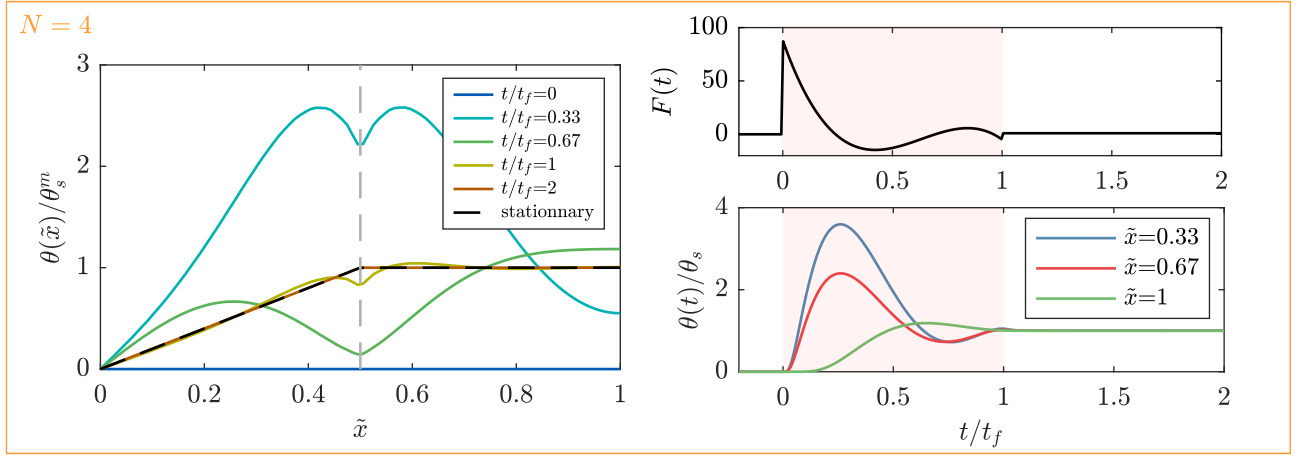 N = 4
3
2
1
0
θ(x̃)/θₛᵐ
0
0.2
0.4
0.6
0.8
1
x̃
t/t_f=0
t/t_f=0.33
t/t_f=0.67
t/t_f=1
t/t_f=2
stationnary
100
50
0
F(t)
0
0.5
1
1.5
2
4
2
0
θ(t)/θₛ
x̃=0.33
x̃=0.67
x̃=1
0
0.5
1
1.5
2
t/t_f